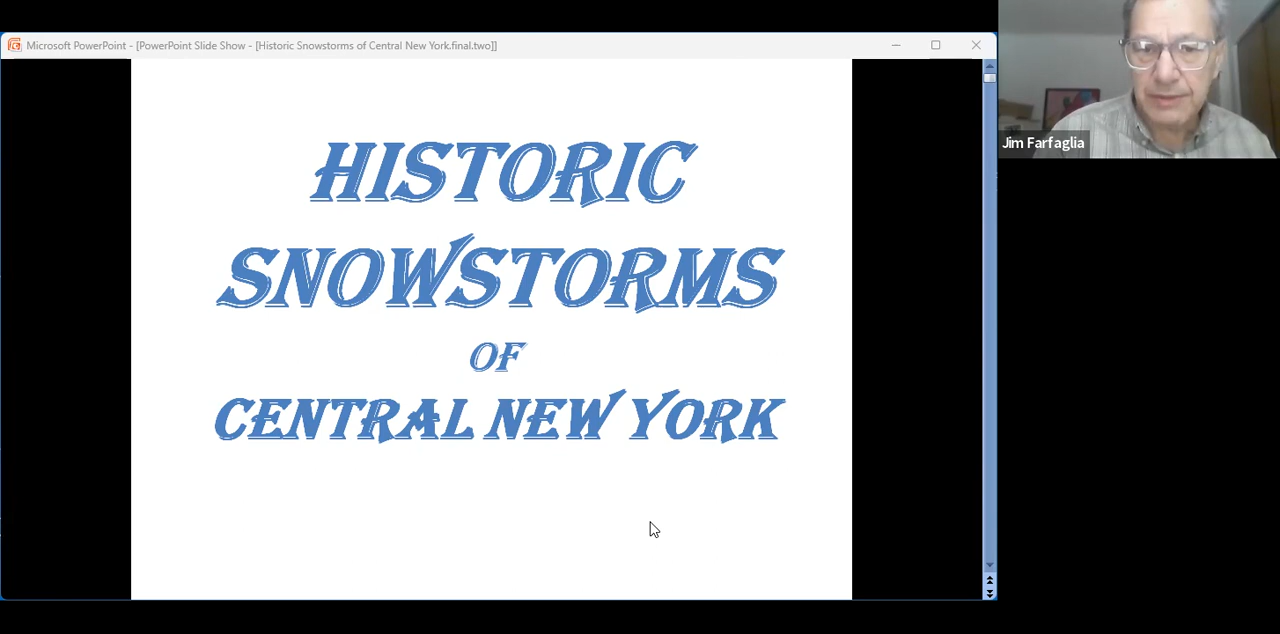 Microsoft PowerPoint - [PowerPoint Slide Show - [Historic Snowstorms of Central New York.final.two]]
HISTORIC
SNOWSTORMS
OF
CENTRAL NEW YORK
Jim Farfaglia